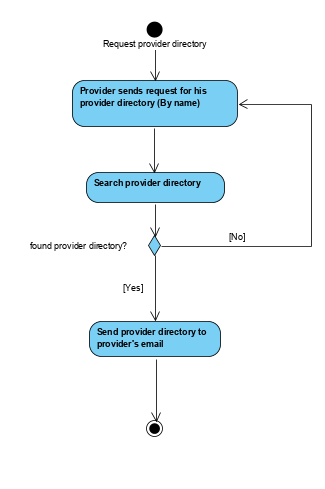 Request provider directory
Provider sends request for his
provider directory (By name)
Search provider directory
found provider directory?
[No]
[Yes]
Send provider directory to
provider's email